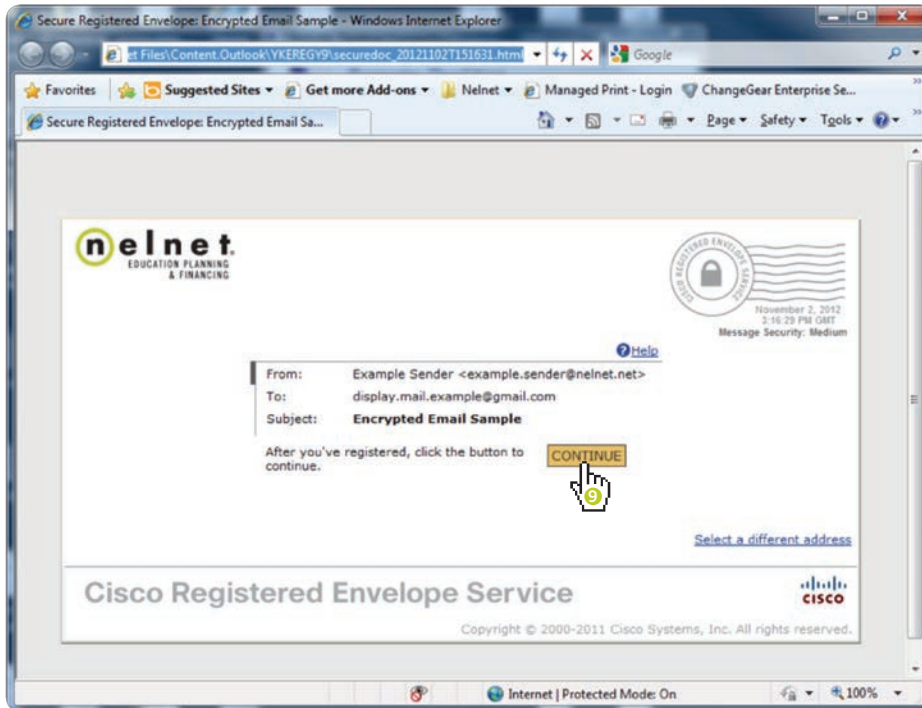 Secure Registered Envelope: Encrypted Email Sample - Windows Internet Explorer
et Files\Content.Outlook\YKEREGY9\securedoc_20121102T151631.html
Google
Favorites Suggested Sites Get more Add-ons Nelnet Managed Print - Login ChangeGear Enterprise Se...
Secure Registered Envelope: Encrypted Email Sa...
Page Safety Tools
nelnet.
EDUCATION PLANNING
& FINANCING
CISCO REGISTERED ENVELOPE SERVICE
November 2, 2012
3:16:29 PM GMT
Message Security: Medium
Help
From: Example Sender <example.sender@nelnet.net>
To: display.mail.example@gmail.com
Subject: Encrypted Email Sample
After you've registered, click the button to
continue.
CONTINUE
9
Select a different address
Cisco Registered Envelope Service
CISCO
Copyright © 2000-2011 Cisco Systems, Inc. All rights reserved.
Internet | Protected Mode: On
100%